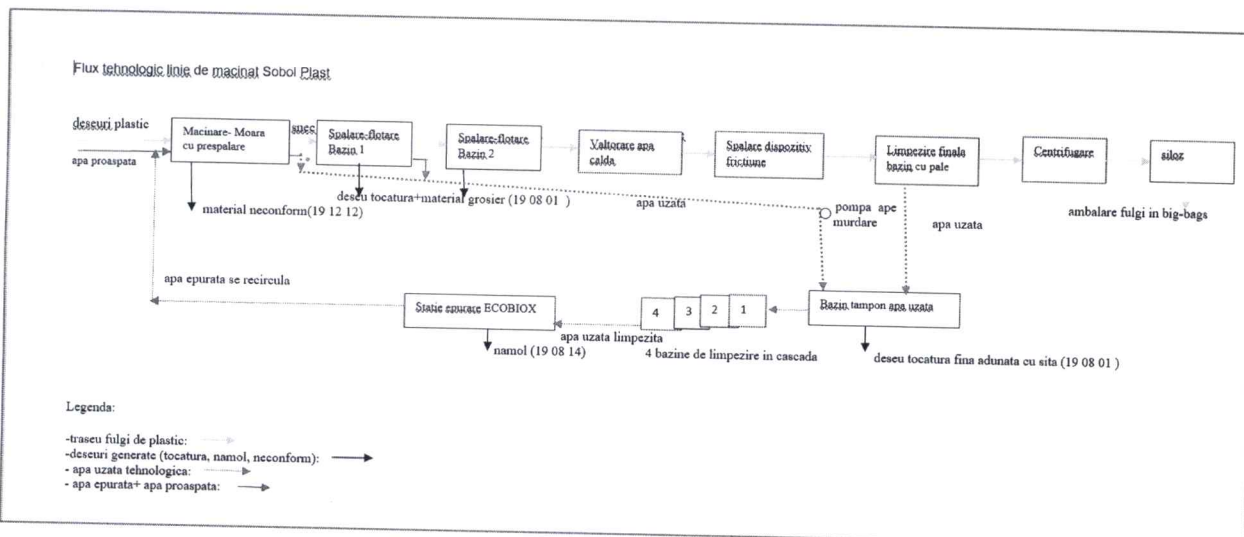 Flux tehnologic linie de macinat Sobol Plast
deseuri plastic
apa proaspata
Macinare- Moara
cu prespalare
Spalare-flotare
Bazin 1
Spalare-flotare
Bazin 2
Valtorare apa
calda
Spalare dispozitiv
frictiune
Limpezire finala
bazin cu pale
Centrifugare
siloz
material neconform(19 12 12)
deseu tocatura+material grosier (19 08 01 )
apa uzata
pompa ape
murdare
apa uzata
ambalare fulgi in big-bags
apa epurata se recircula
Statie epurare ECOBIOX
4 3 2 1
Bazin tampon apa uzata
apa uzata limpezita
namol (19 08 14)
4 bazine de limpezire in cascada
deseu tocatura fina adunata cu sita (19 08 01 )
Legenda:
-traseu fulgi de plastic:
-deseuri generate (tocatura, namol, neconform):
- apa uzata tehnologica:
- apa epurata+ apa proaspata: